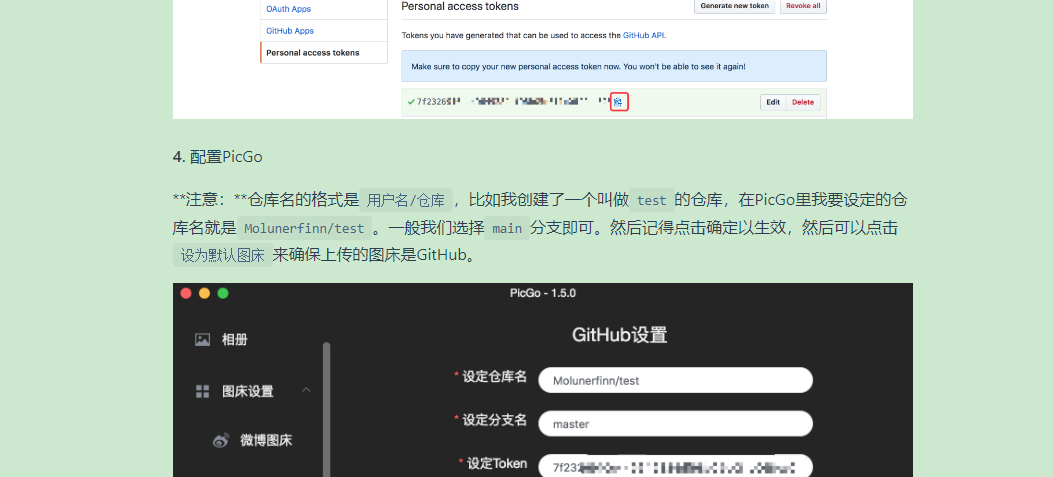 OAuth Apps
Personal access tokens
Generate new token
Revoke all
GitHub Apps
Tokens you have generated that can be used to access the GitHub API.
Personal access tokens
Make sure to copy your new personal access token now. You won't be able to see it again!
7f2326
Edit
Delete
4. 配置PicGo
**注意：**仓库名的格式是 用户名/仓库 ，比如我创建了一个叫做 test 的仓库，在PicGo里我要设定的仓
库名就是 Molunerfinn/test 。一般我们选择 main 分支即可。然后记得点击确定以生效，然后可以点击
设为默认图床 来确保上传的图床是GitHub。
PicGo - 1.5.0
相册
GitHub设置
* 设定仓库名
Molunerfinn/test
图床设置
* 设定分支名
master
微博图床
* 设定Token
7f232